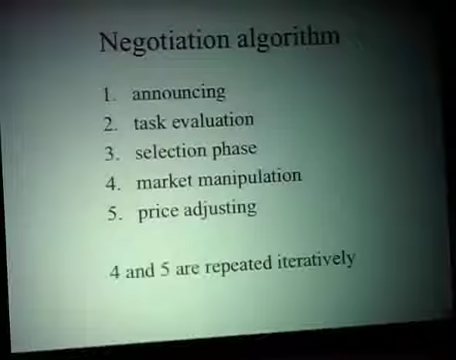 Negotiation algorithm
1. announcing
2. task evaluation
3. selection phase
4. market manipulation
5. price adjusting
4 and 5 are repeated iteratively